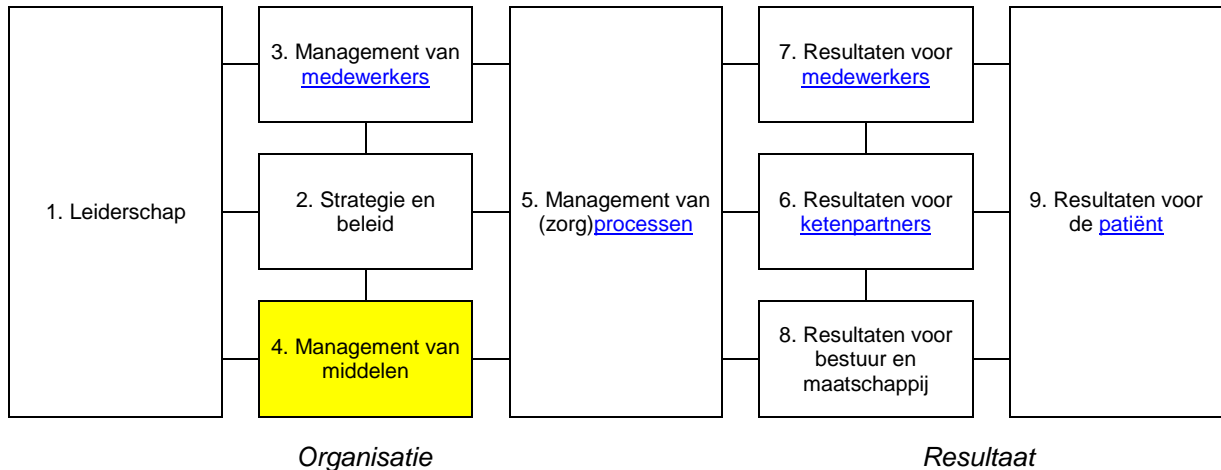 1. Leiderschap
3. Management van
medewerkers
2. Strategie en
beleid
4. Management van
middelen
5. Management van
(zorg)processen
7. Resultaten voor
medewerkers
6. Resultaten voor
ketenpartners
8. Resultaten voor
bestuur en
maatschappij
9. Resultaten voor
de patiënt
Organisatie
Resultaat